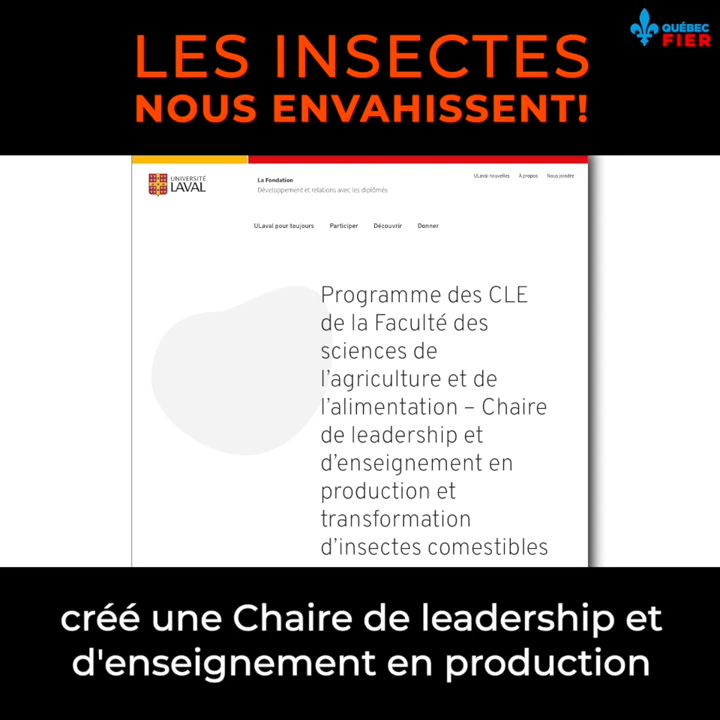 LES INSECTES
NOUS ENVAHISSENT!
QUÉBEC
FIER
UNIVERSITÉ
LAVAL
La Fondation
Développement et relations avec les diplômés
ULaval nouvelles À propos Nous joindre
ULaval pour toujours Participer Découvrir Donner
Programme des CLE
de la Faculté des
sciences de
l'agriculture et de
l'alimentation – Chaire
de leadership et
d'enseignement en
production et
transformation
d'insectes comestibles
créé une Chaire de leadership et
d'enseignement en production